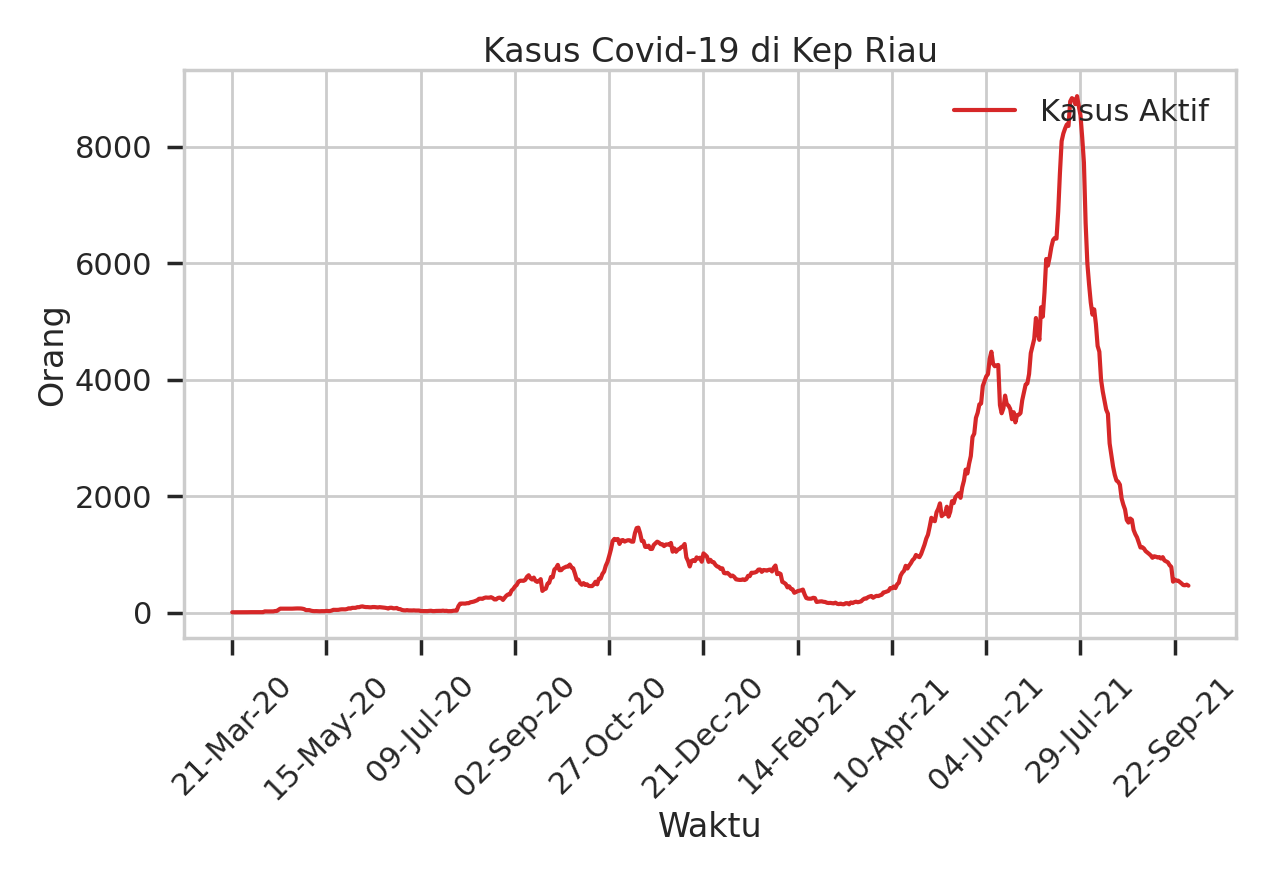 Kasus Covid-19 di Kep Riau
Kasus Aktif
8000
6000
4000
2000
0
Orang
21-Mar-20
15-May-20
09-Jul-20
02-Sep-20
27-Oct-20
21-Dec-20
14-Feb-21
10-Apr-21
04-Jun-21
29-Jul-21
22-Sep-21
Waktu